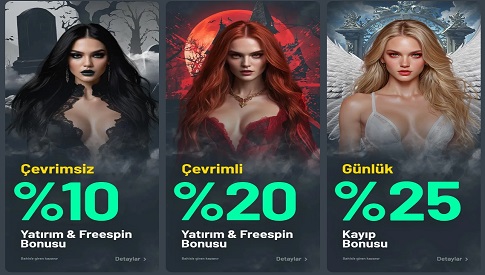 Çevrimsiz
%10
Yatırım & Freespin
Bonusu
Detaylar >
Çevrimli
%20
Yatırım & Freespin
Bonusu
Detaylar >
Günlük
%25
Kayıp
Bonusu
Detaylar >